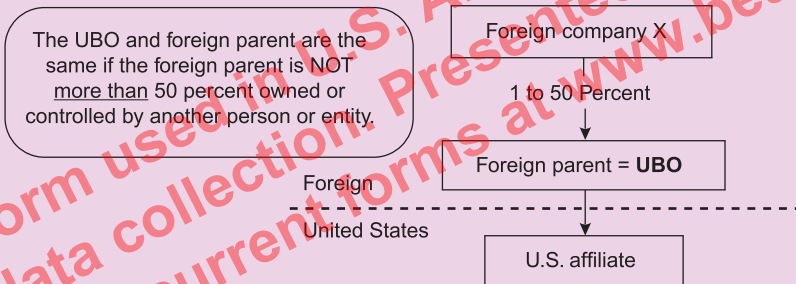 The UBO and foreign parent are the
same if the foreign parent is NOT
more than 50 percent owned or
controlled by another person or entity.
Foreign company X
1 to 50 Percent
Foreign parent = UBO
Foreign
United States
U.S. affiliate
orm used in U.S. A
data collection. Presented
current forms at www.bea